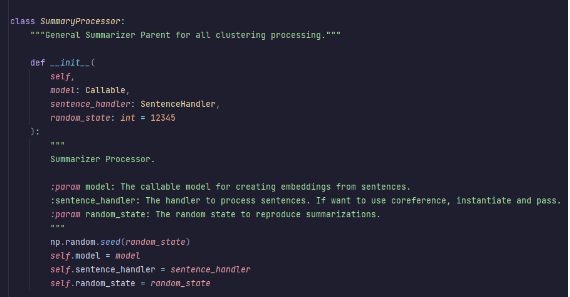 class SummaryProcessor:
"""General Summarizer Parent for all clustering processing."""
def __init__(
self,
model: Callable,
sentence_handler: SentenceHandler,
random_state: int = 12345
):
"""
Summarizer Processor.
:param model: The callable model for creating embeddings from sentences.
:sentence_handler: The handler to process sentences. If want to use coreference, instantiate and pass.
:param random_state: The random state to reproduce summarizations.
"""
np.random.seed(random_state)
self.model = model
self.sentence_handler = sentence_handler
self.random_state = random_state